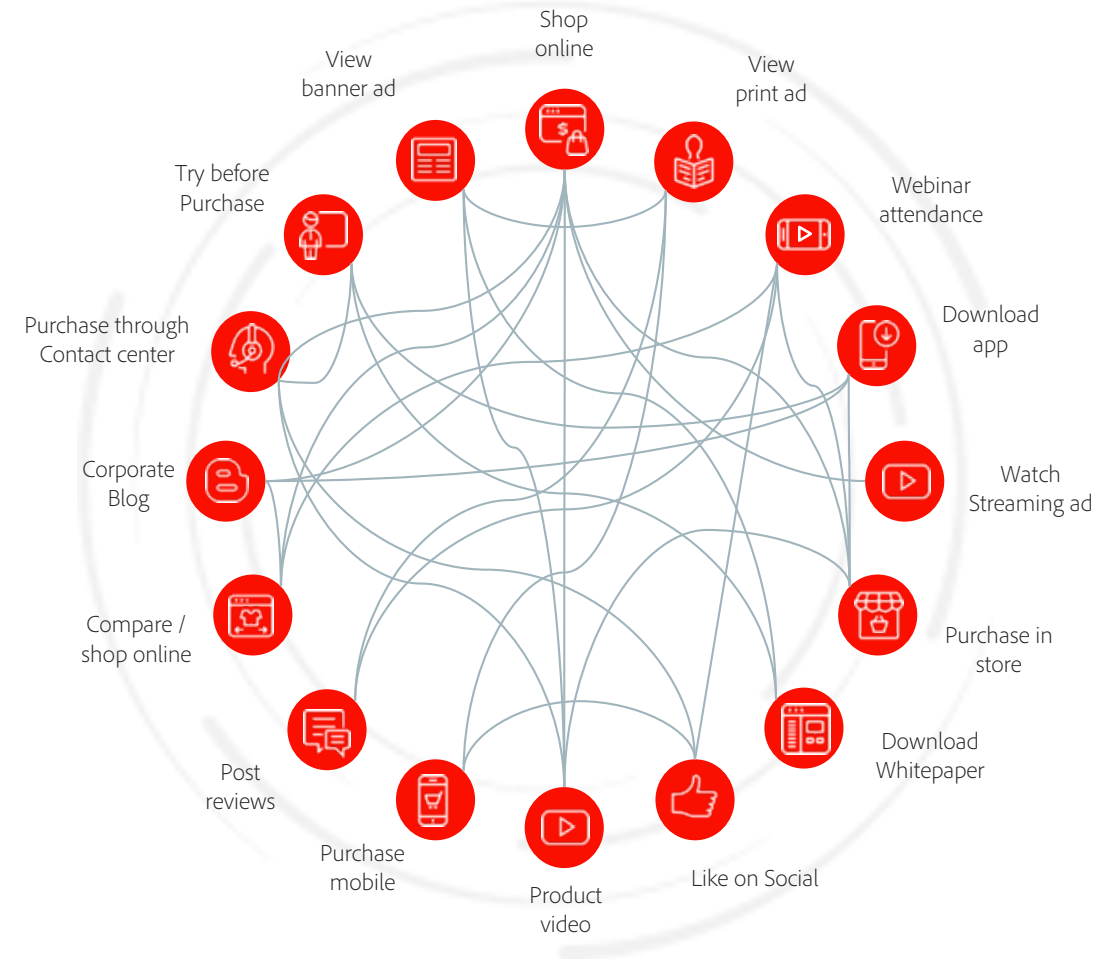 Shop
online
View
banner ad
View
print ad
Try before
Purchase
Webinar
attendance
Purchase through
Contact center
Download
app
Corporate
Blog
Watch
Streaming ad
Compare /
shop online
Purchase in
store
Post
reviews
Download
Whitepaper
Purchase
mobile
Product
video
Like on Social
$